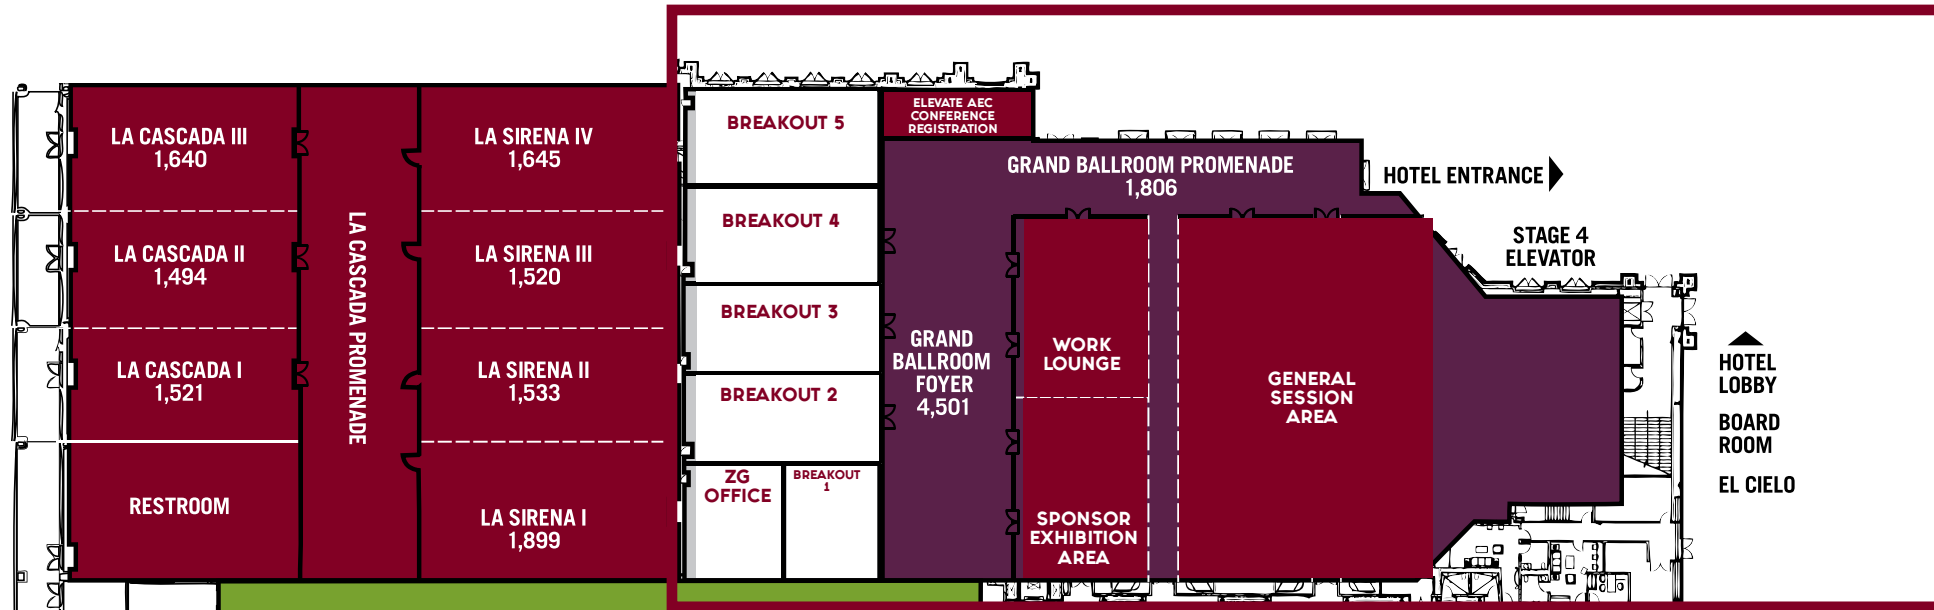 LA CASCADA III
1,640
LA CASCADA II
1,494
LA CASCADA I
1,521
RESTROOM
LA CASCADA PROMENADE
LA SIRENA IV
1,645
LA SIRENA III
1,520
LA SIRENA II
1,533
LA SIRENA I
1,899
BREAKOUT 5
BREAKOUT 4
BREAKOUT 3
BREAKOUT 2
ZG
OFFICE
BREAKOUT
1
ELEVATE AEC
CONFERENCE
REGISTRATION
GRAND BALLROOM PROMENADE
1,806
GRAND
BALLROOM
FOYER
4,501
WORK
LOUNGE
SPONSOR
EXHIBITION
AREA
GENERAL
SESSION
AREA
HOTEL ENTRANCE
STAGE 4
ELEVATOR
HOTEL
LOBBY
BOARD
ROOM
EL CIELO